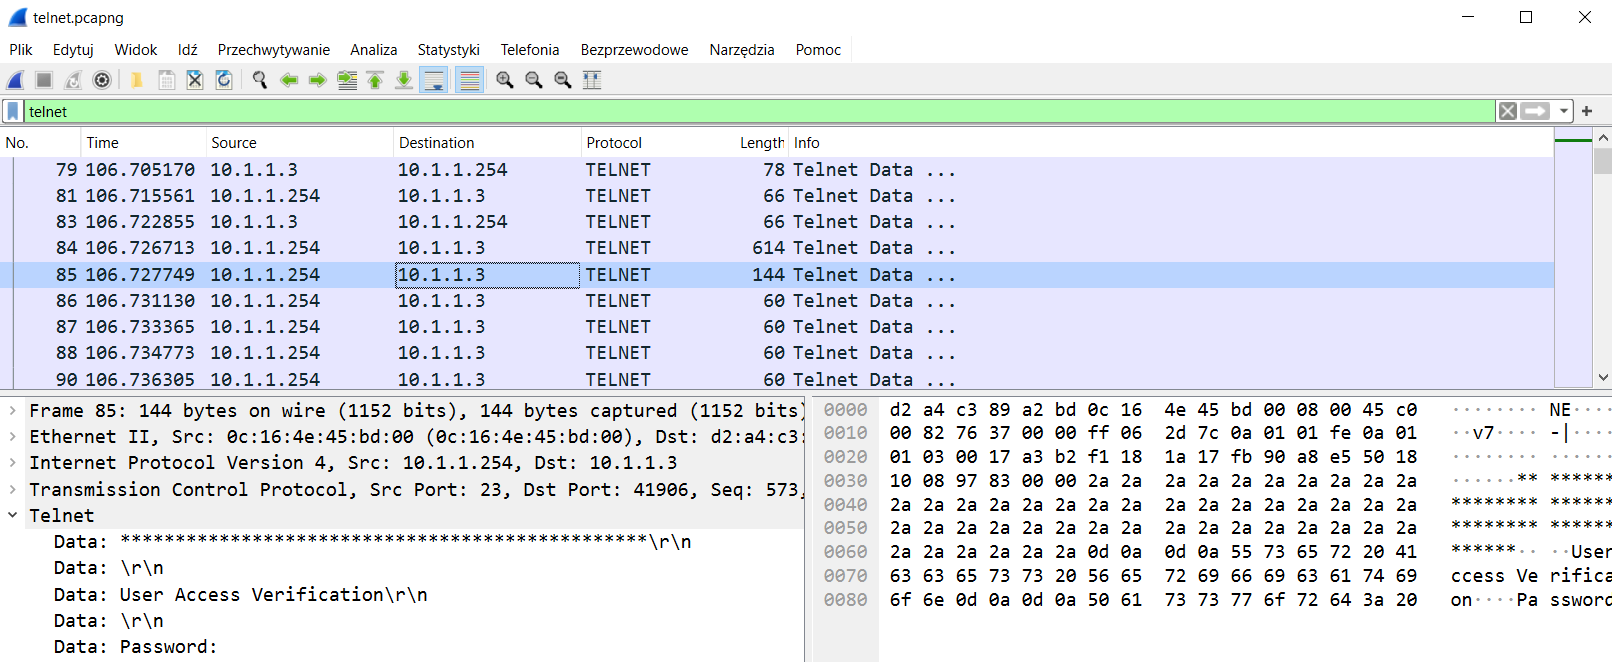 telnet.pcapng
Plik Edytuj Widok Idź Przechwytywanie Analiza Statystyki Telefonia Bezprzewodowe Narzędzia Pomoc
telnet
No. Time Source Destination Protocol Length Info
79 106.705170 10.1.1.3 10.1.1.254 TELNET 78 Telnet Data ...
81 106.715561 10.1.1.254 10.1.1.3 TELNET 66 Telnet Data ...
83 106.722855 10.1.1.3 10.1.1.254 TELNET 66 Telnet Data ...
84 106.726713 10.1.1.254 10.1.1.3 TELNET 614 Telnet Data ...
85 106.727749 10.1.1.254 10.1.1.3 TELNET 144 Telnet Data ...
86 106.731130 10.1.1.254 10.1.1.3 TELNET 60 Telnet Data ...
87 106.733365 10.1.1.254 10.1.1.3 TELNET 60 Telnet Data ...
88 106.734773 10.1.1.254 10.1.1.3 TELNET 60 Telnet Data ...
90 106.736305 10.1.1.254 10.1.1.3 TELNET 60 Telnet Data ...
Frame 85: 144 bytes on wire (1152 bits), 144 bytes captured (1152 bits)
Ethernet II, Src: 0c:16:4e:45:bd:00 (0c:16:4e:45:bd:00), Dst: d2:a4:c3:
Internet Protocol Version 4, Src: 10.1.1.254, Dst: 10.1.1.3
Transmission Control Protocol, Src Port: 23, Dst Port: 41906, Seq: 573,
Telnet
Data: ************************************************\r\n
Data: \r\n
Data: User Access Verification\r\n
Data: \r\n
Data: Password:
0000 d2 a4 c3 89 a2 bd 0c 16 4e 45 bd 00 08 00 45 c0 ········ NE····
0010 00 82 76 37 00 00 ff 06 2d 7c 0a 01 01 fe 0a 01 ··v7···· -|····
0020 01 03 00 17 a3 b2 f1 18 1a 17 fb 90 a8 e5 50 18 ········ ······
0030 10 08 97 83 00 00 2a 2a 2a 2a 2a 2a 2a 2a 2a 2a ······** *******
0040 2a 2a 2a 2a 2a 2a 2a 2a 2a 2a 2a 2a 2a 2a 2a 2a ******** *******
0050 2a 2a 2a 2a 2a 2a 2a 2a 2a 2a 2a 2a 2a 2a 2a 2a ******** *******
0060 2a 2a 2a 2a 2a 2a 0d 0a 0d 0a 55 73 65 72 20 41 ******·· ··User
0070 63 63 65 73 73 20 56 65 72 69 66 69 63 61 74 69 ccess Ve rifica
0080 6f 6e 0d 0a 0d 0a 50 61 73 73 77 6f 72 64 3a 20 on····Pa ssword